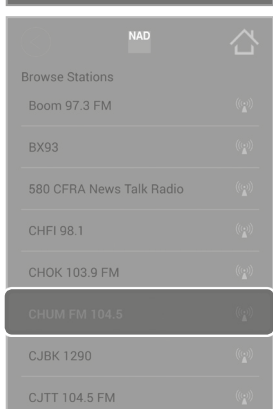 NAD
Browse Stations
Boom 97.3 FM
BX93
580 CFRA News Talk Radio
CHFI 98.1
CHOK 103.9 FM
CHUM FM 104.5
CJBK 1290
CJTT 104.5 FM